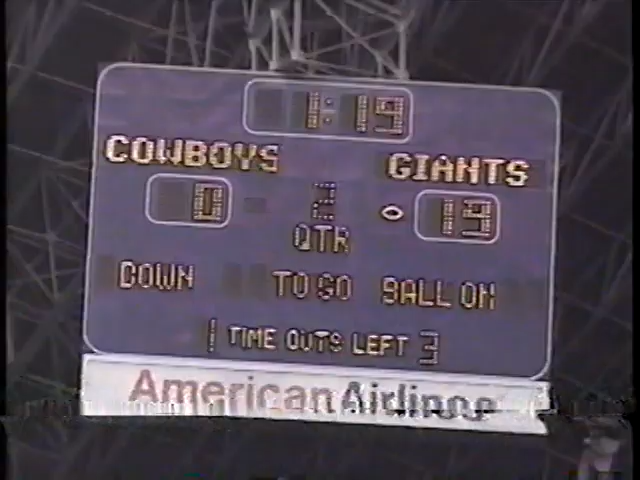 1:19
COWBOYS GIANTS
0 2 13
QTR
DOWN TO GO BALL ON
1 TIME OUTS LEFT 3
American Airlines